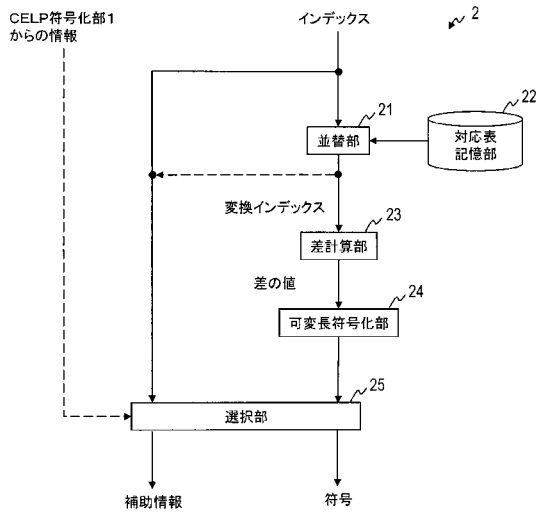 CELP符号化部1
からの情報
インデックス
2
21
並替部
22
対応表
記憶部
変換インデックス
23
差計算部
差の値
24
可変長符号化部
25
選択部
補助情報
符号